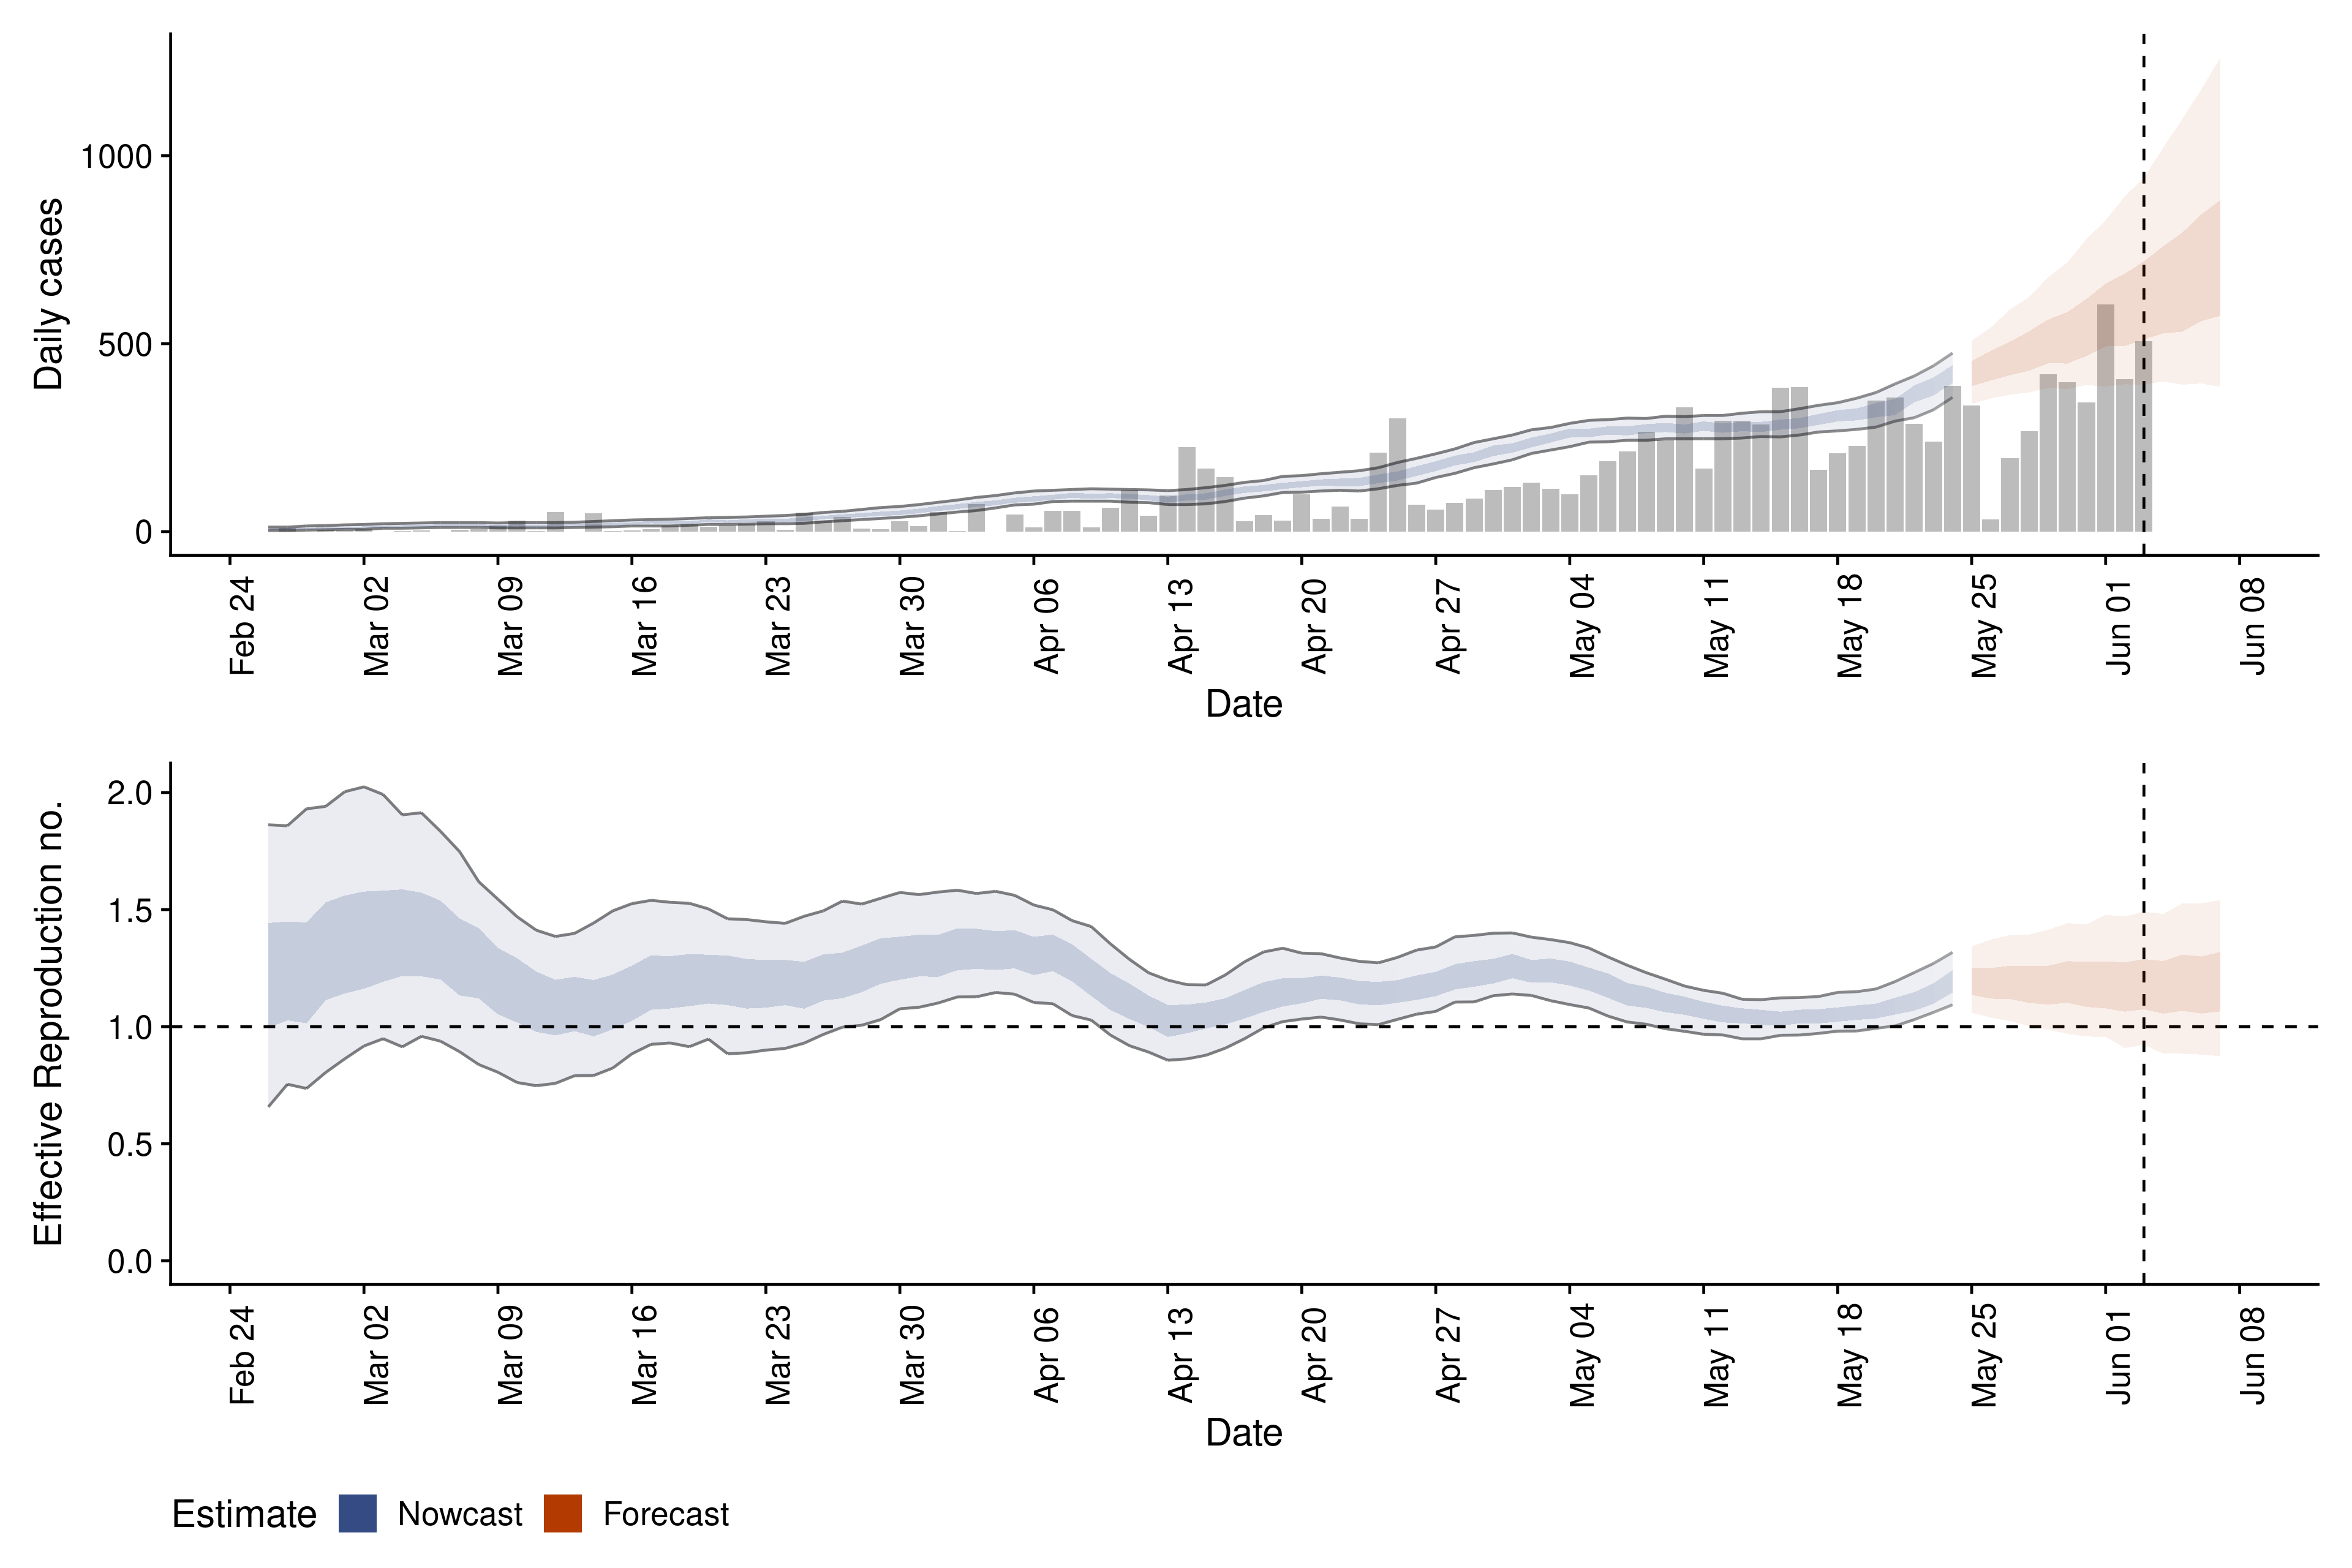 Daily cases
1000
500
0
Feb 24 Mar 02 Mar 09 Mar 16 Mar 23 Mar 30 Apr 06 Apr 13 Apr 20 Apr 27 May 04 May 11 May 18 May 25 Jun 01 Jun 08
Date
Effective Reproduction no.
2.0
1.5
1.0
0.5
0.0
Feb 24 Mar 02 Mar 09 Mar 16 Mar 23 Mar 30 Apr 06 Apr 13 Apr 20 Apr 27 May 04 May 11 May 18 May 25 Jun 01 Jun 08
Date
Estimate Nowcast Forecast